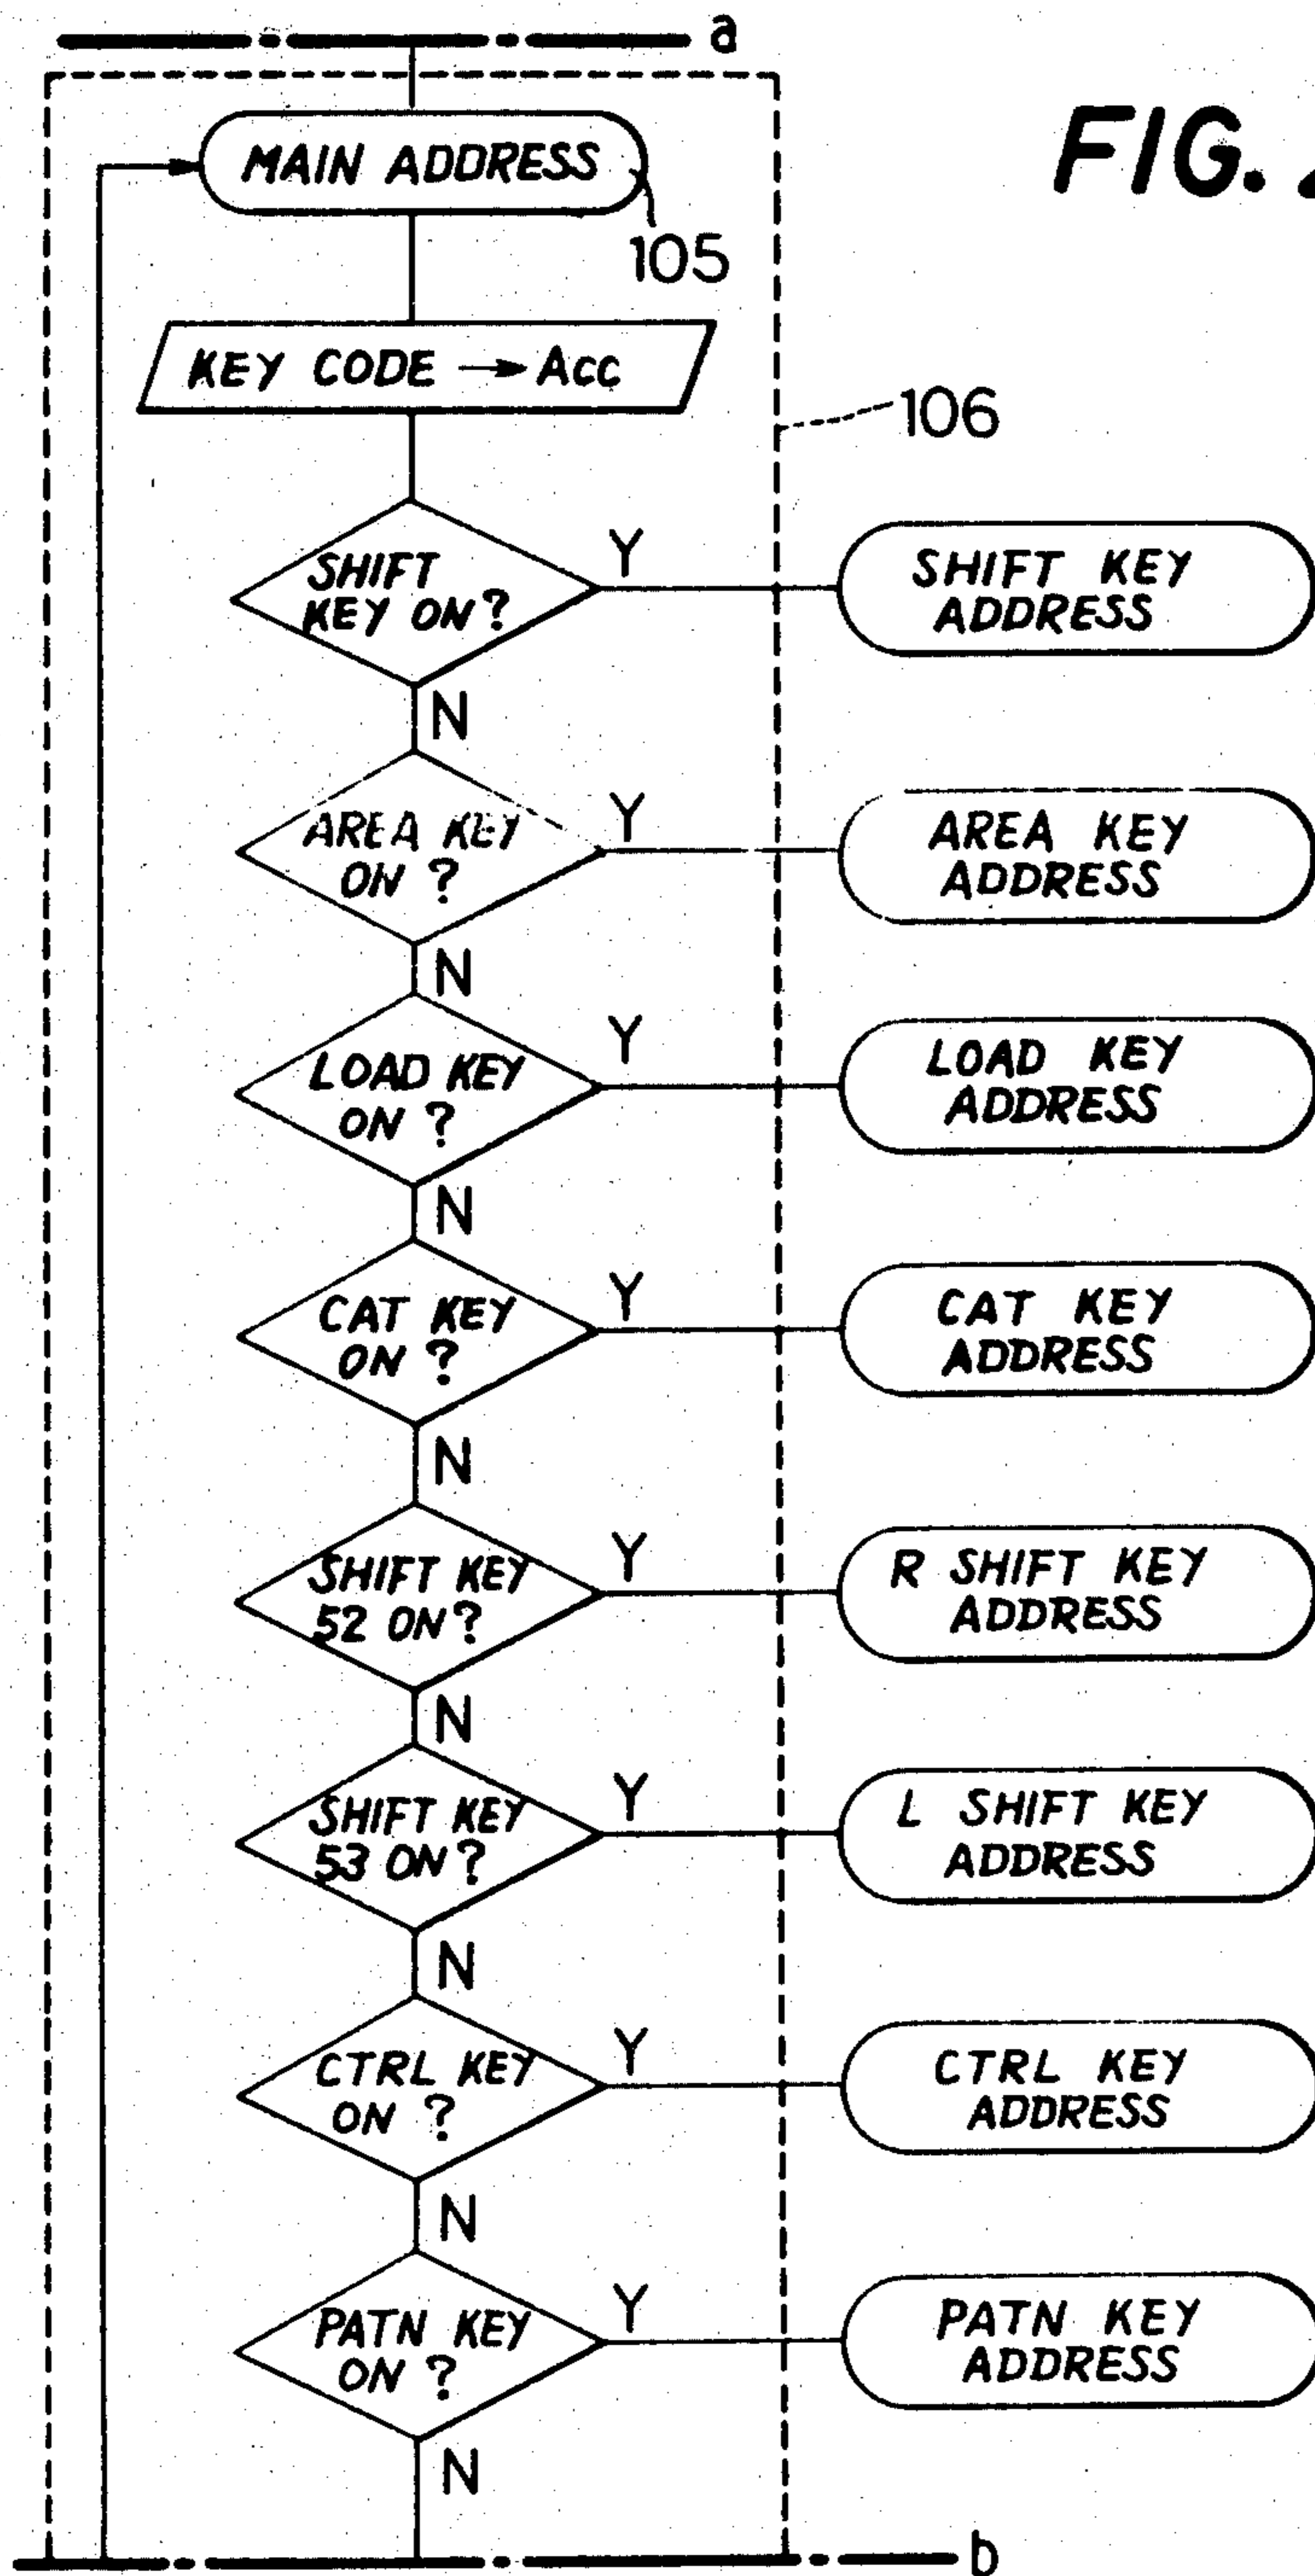 a
FIG.
MAIN ADDRESS
105
KEY CODE → Acc
106
SHIFT
KEY ON?
Y
SHIFT KEY
ADDRESS
N
AREA KEY
ON ?
Y
AREA KEY
ADDRESS
N
LOAD KEY
ON ?
Y
LOAD KEY
ADDRESS
N
CAT KEY
ON ?
Y
CAT KEY
ADDRESS
N
SHIFT KEY
52 ON?
Y
R SHIFT KEY
ADDRESS
N
SHIFT KEY
53 ON?
Y
L SHIFT KEY
ADDRESS
N
CTRL KEY
ON ?
Y
CTRL KEY
ADDRESS
N
PATN KEY
ON ?
Y
PATN KEY
ADDRESS
N
b